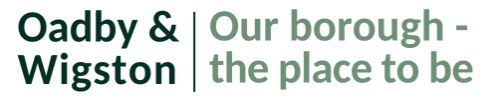 Oadby &
Wigston
Our borough -
the place to be